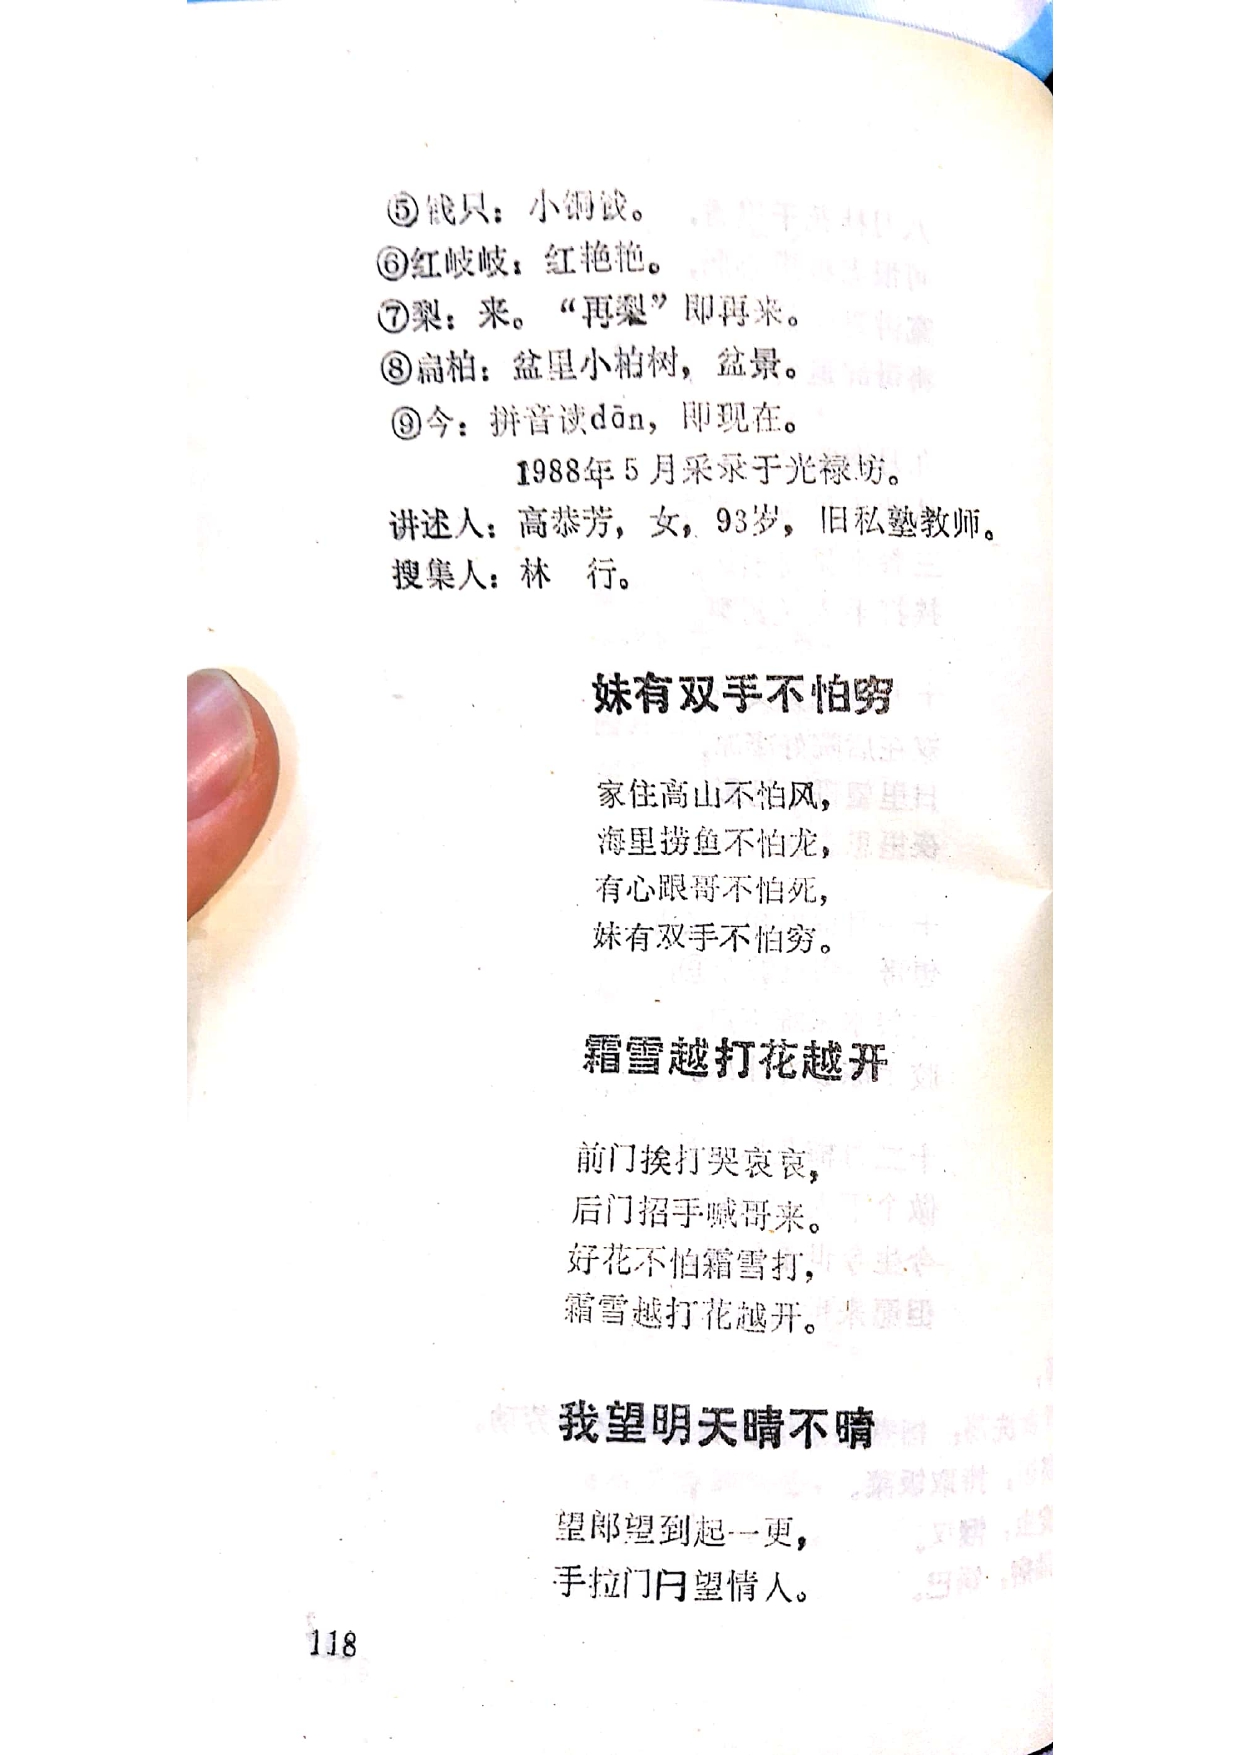 ⑤钱只：小铜钱。
⑥红岐岐：红艳艳。
⑦梨：来。“再梨”即再来。
⑧扁柏：盆里小柏树，盆景。
⑨今：拼音读dān，即现在。
1988年5月采录于光禄坊。
讲述人：高恭芳，女，93岁，旧私塾教师。
搜集人：林　行。
妹有双手不怕穷
家住高山不怕风，
海里捞鱼不怕龙，
有心跟哥不怕死，
妹有双手不怕穷。
霜雪越打花越开
前门挨打哭哀哀，
后门招手喊哥来。
好花不怕霜雪打，
霜雪越打花越开。
我望明天晴不晴
望郎望到起一更，
手拉门闩望情人。
118